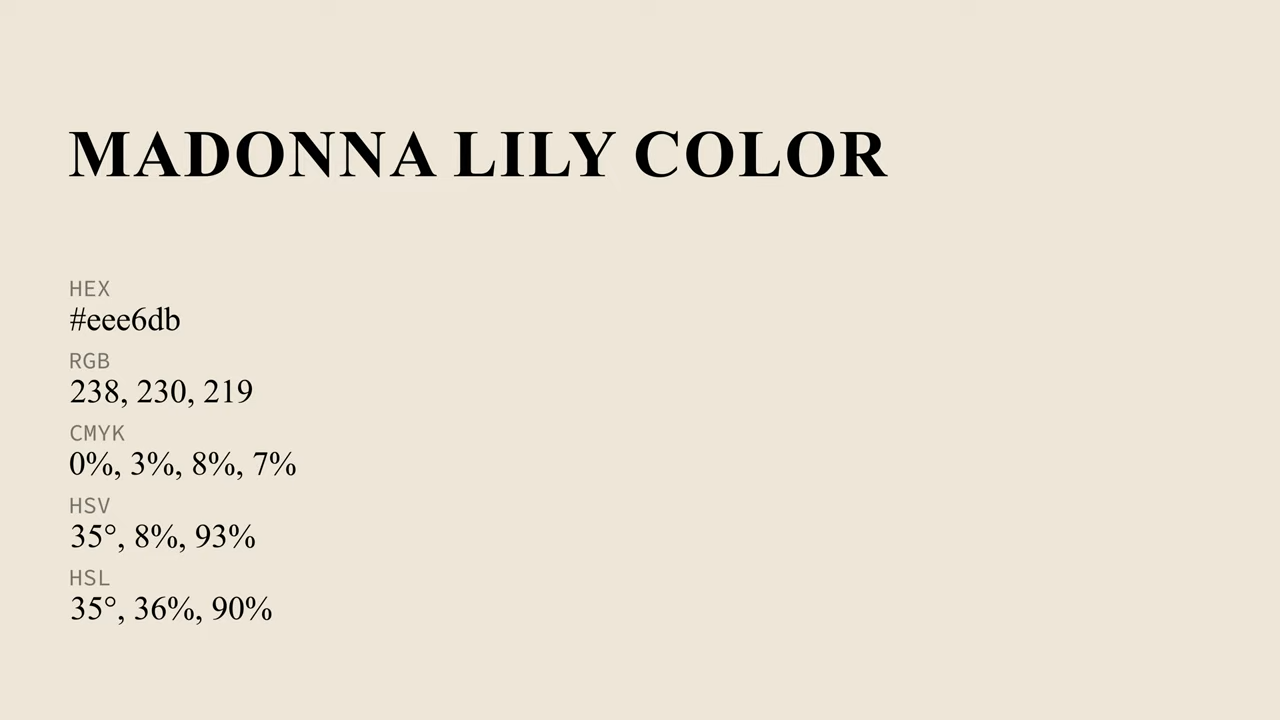 MADONNA LILY COLOR
HEX
#eee6db
RGB
238, 230, 219
CMYK
0%, 3%, 8%, 7%
HSV
35°, 8%, 93%
HSL
35°, 36%, 90%